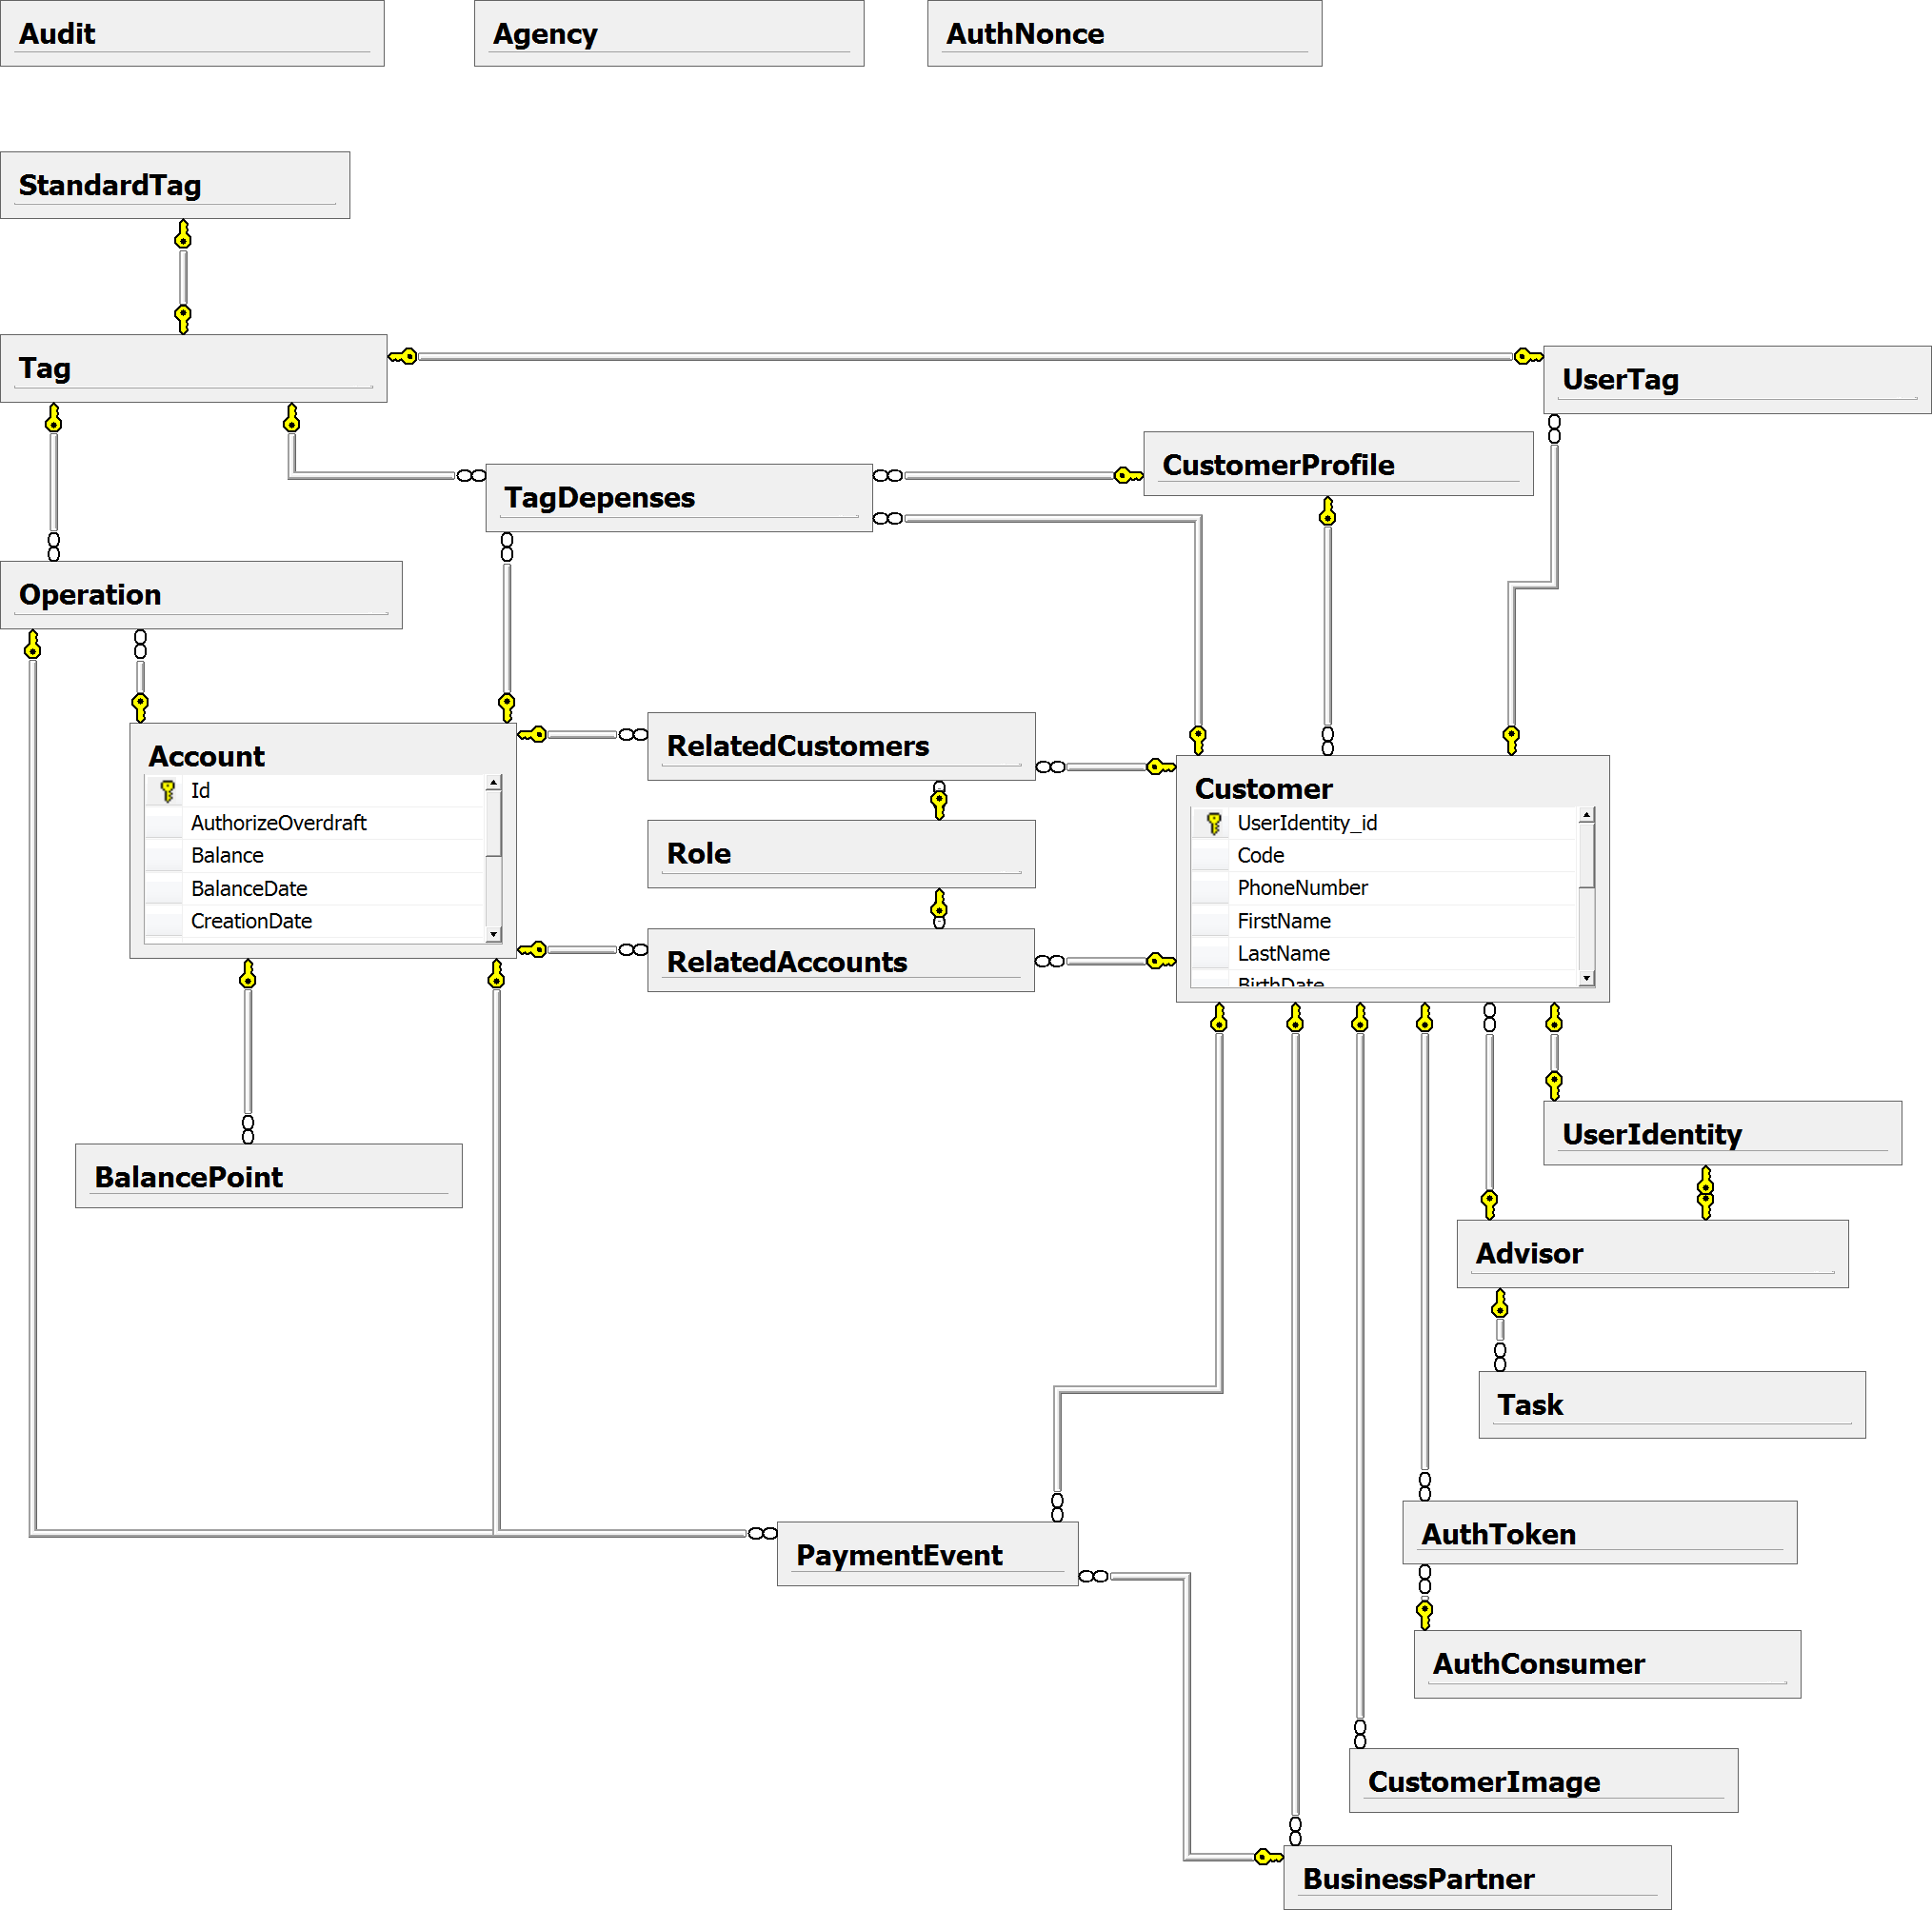 Audit
Agency
AuthNonce
StandardTag
Tag
UserTag
CustomerProfile
TagDepenses
Operation
Account
Id
AuthorizeOverdraft
Balance
BalanceDate
CreationDate
RelatedCustomers
Role
RelatedAccounts
Customer
UserIdentity_id
Code
PhoneNumber
FirstName
LastName
BirthDate
BalancePoint
UserIdentity
Advisor
Task
PaymentEvent
AuthToken
AuthConsumer
CustomerImage
BusinessPartner